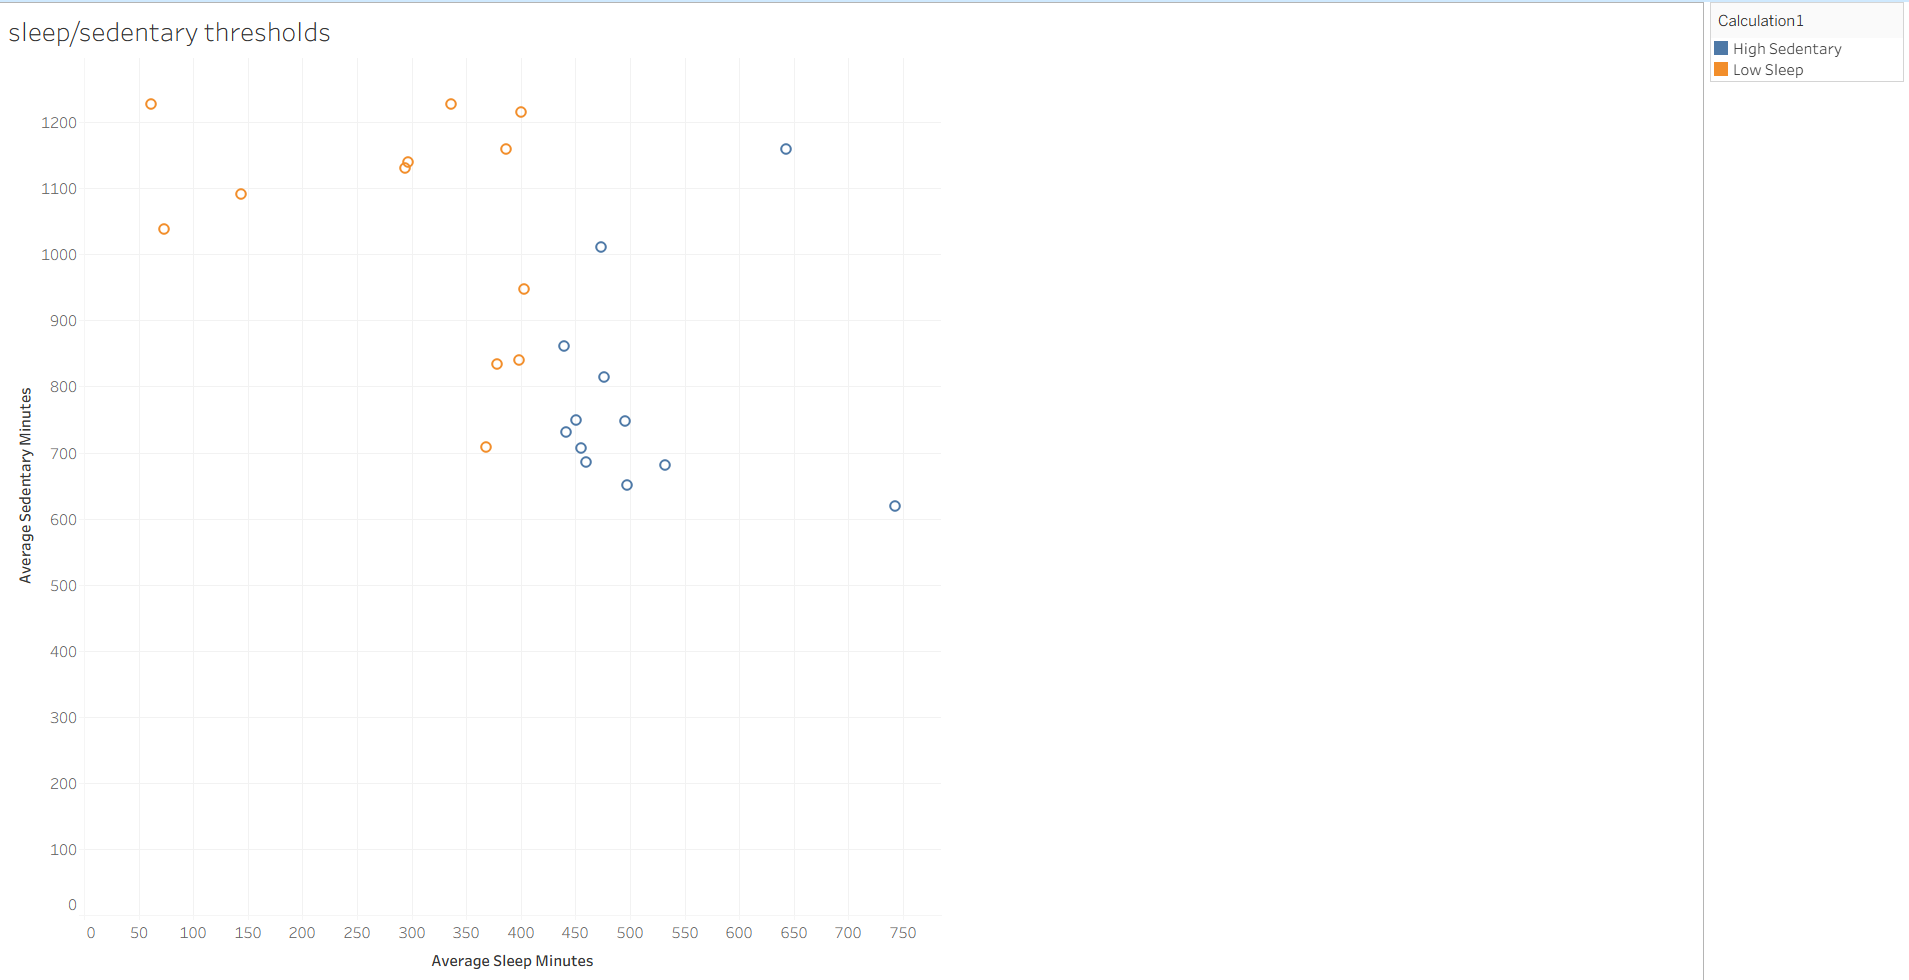 sleep/sedentary thresholds
Calculation1
High Sedentary
Low Sleep
Average Sedentary Minutes
1200
1100
1000
900
800
700
600
500
400
300
200
100
0
0 50 100 150 200 250 300 350 400 450 500 550 600 650 700 750
Average Sleep Minutes